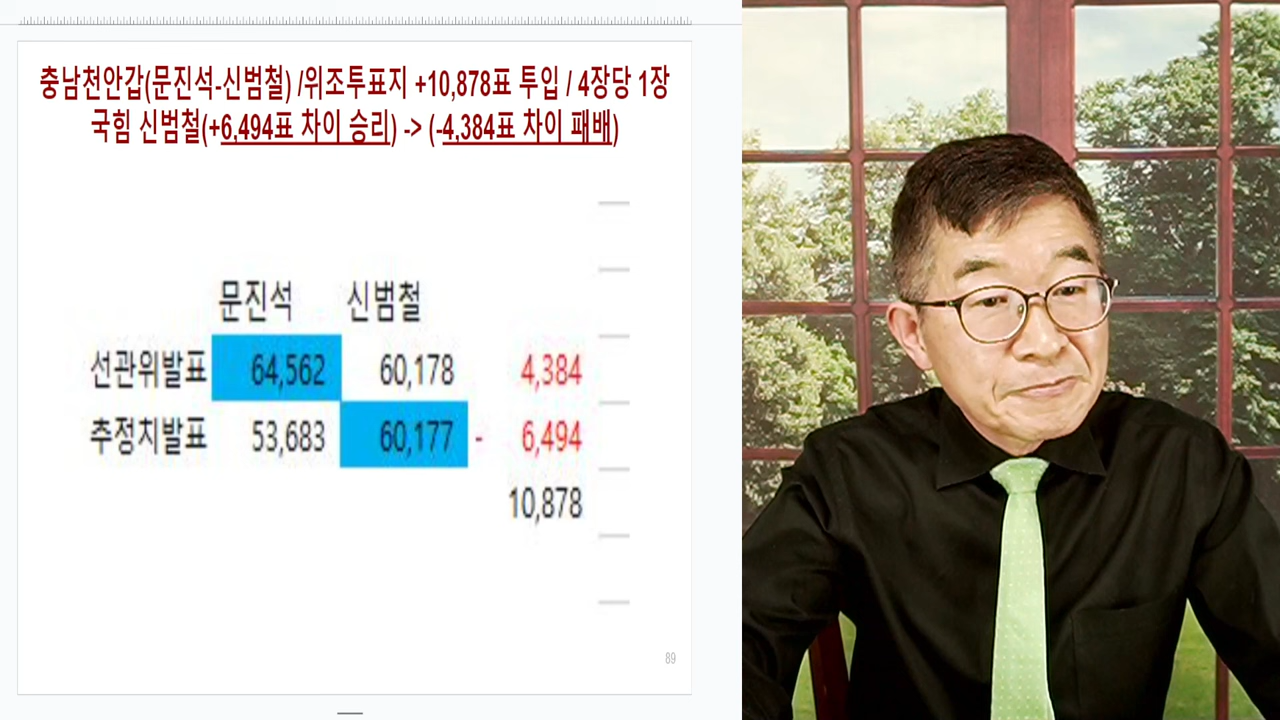 충남천안갑(문진석-신범철) /위조투표지 +10,878표 투입 / 4장당 1장
국힘 신범철(+6,494표 차이 승리) -> (-4,384표 차이 패배)
문진석 신범철
선관위발표 64,562 60,178 4,384
추정치발표 53,683 60,177 - 6,494
10,878
89